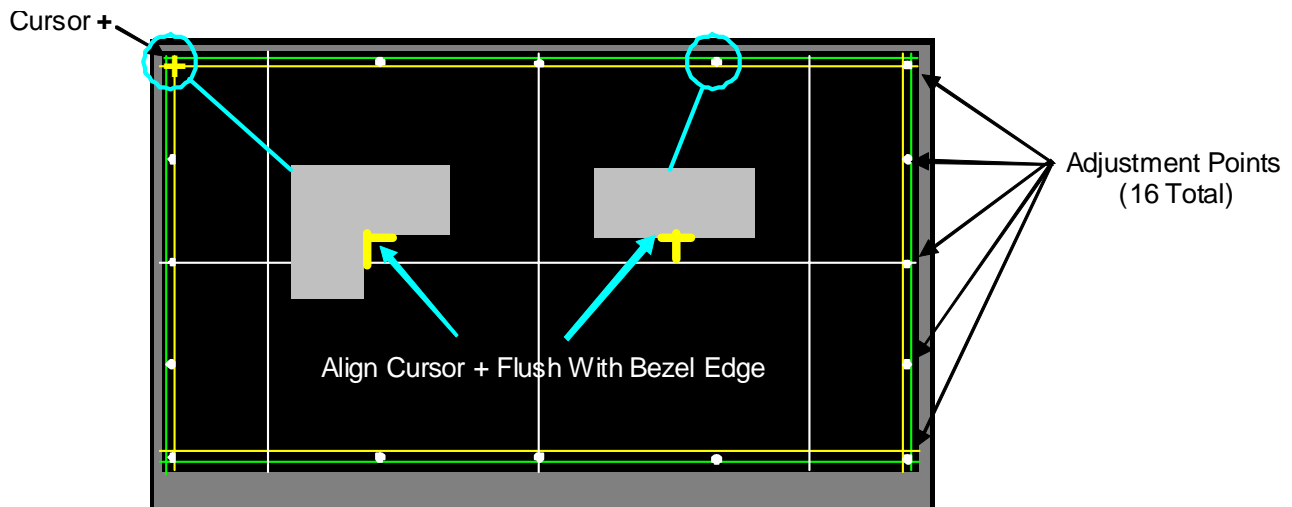 Cursor +
Adjustment Points
(16 Total)
Align Cursor + Flush With Bezel Edge